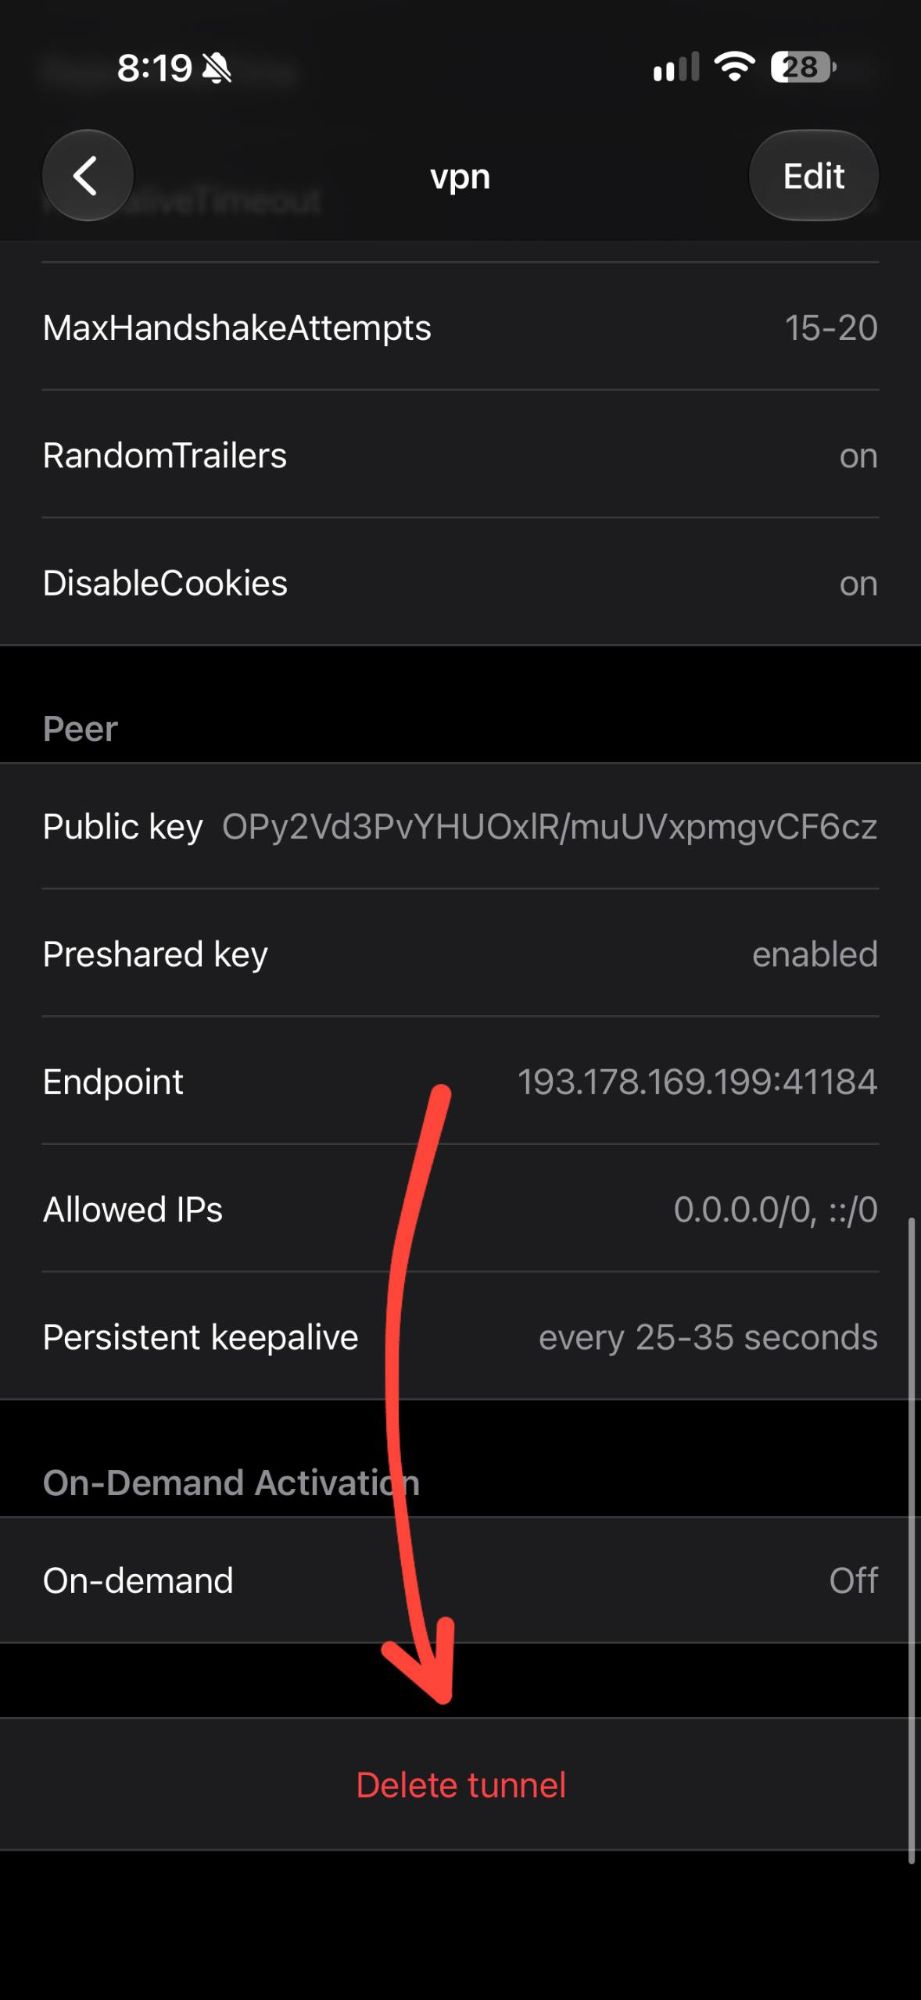 8:19
28
vpn
Edit
MaxHandshakeAttempts 15-20
RandomTrailers on
DisableCookies on
Peer
Public key OPy2Vd3PvYHUOxlR/muUVxpmgvCF6cz
Preshared key enabled
Endpoint 193.178.169.199:41184
Allowed IPs 0.0.0.0/0, ::/0
Persistent keepalive every 25-35 seconds
On-Demand Activation
On-demand Off
Delete tunnel